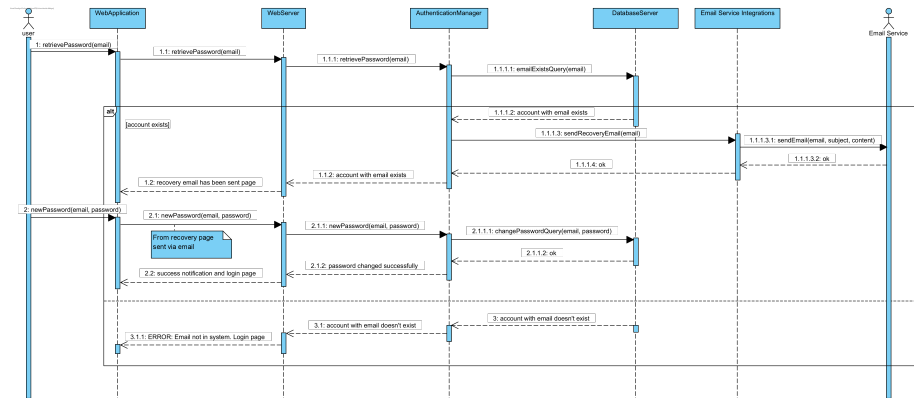 WebApplication
WebServer
AuthenticationManager
DatabaseServer
Email Service Integrations
user
Email Service
1: retrievePassword(email)
1.1: retrievePassword(email)
1.1.1: retrievePassword(email)
1.1.1.1: emailExistsQuery(email)
alt
[account exists]
1.1.1.2: account with email exists
1.1.1.3: sendRecoveryEmail(email)
1.1.1.3.1: sendEmail(email, subject, content)
1.1.1.3.2: ok
1.1.1.4: ok
1.1.2: account with email exists
1.2: recovery email has been sent page
2: newPassword(email, password)
2.1: newPassword(email, password)
2.1.1: newPassword(email, password)
2.1.1.1: changePasswordQuery(email, password)
From recovery page
sent via email
2.1.1.2: ok
2.1.2: password changed successfully
2.2: success notification and login page
3: account with email doesn't exist
3.1: account with email doesn't exist
3.1.1: ERROR: Email not in system. Login page